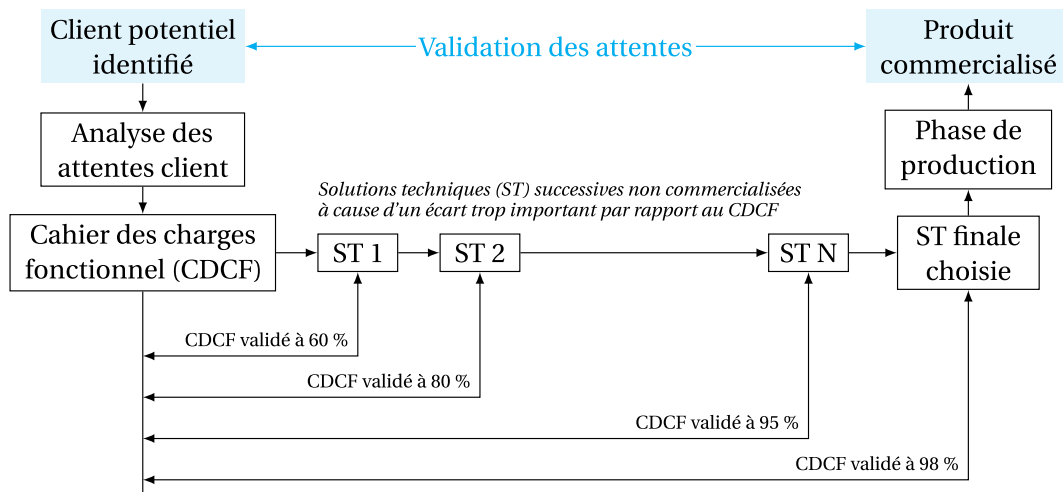 Client potentiel
identifié
Validation des attentes
Produit
commercialisé
Analyse des
attentes client
Phase de
production
Solutions techniques (ST) successives non commercialisées
à cause d'un écart trop important par rapport au CDCF
Cahier des charges
fonctionnel (CDCF)
ST 1
ST 2
ST N
ST finale
choisie
CDCF validé à 60 %
CDCF validé à 80 %
CDCF validé à 95 %
CDCF validé à 98 %